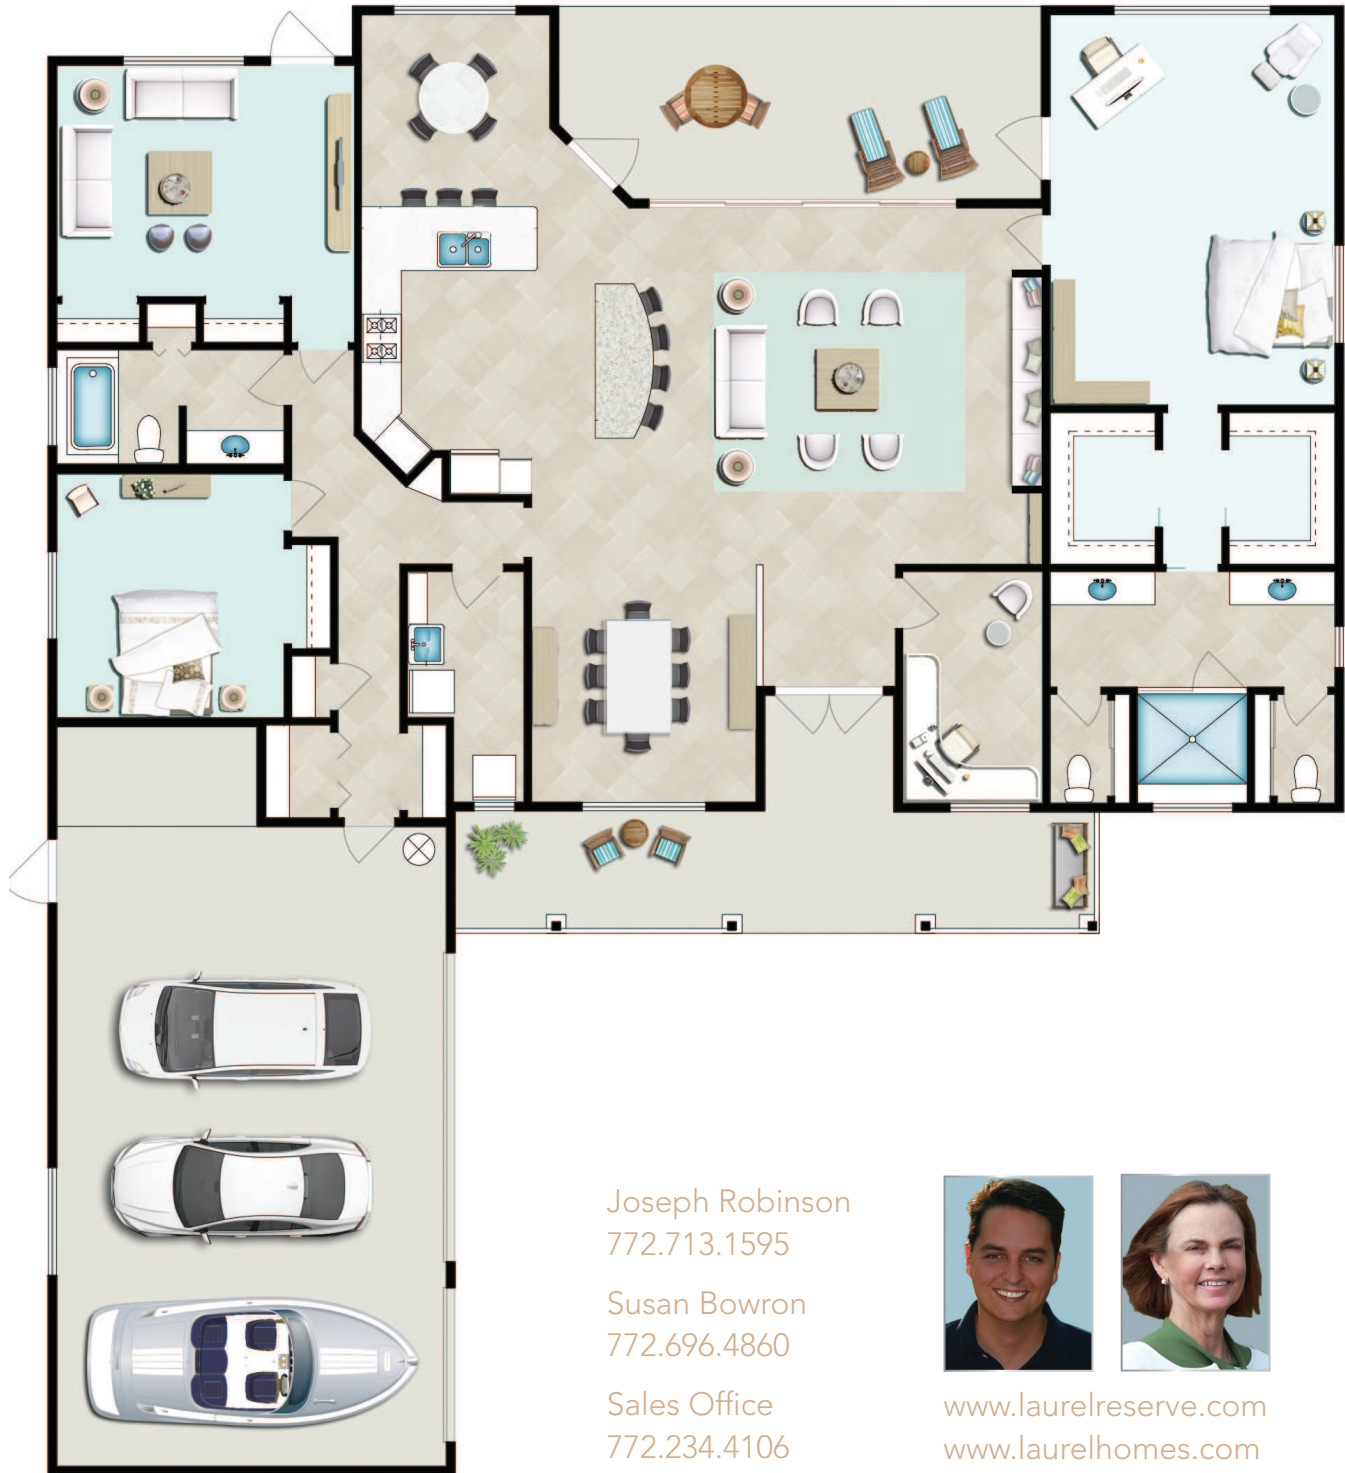 Joseph Robinson
772.713.1595
Susan Bowron
772.696.4860
Sales Office
772.234.4106
www.laurelreserve.com
www.laurelhomes.com